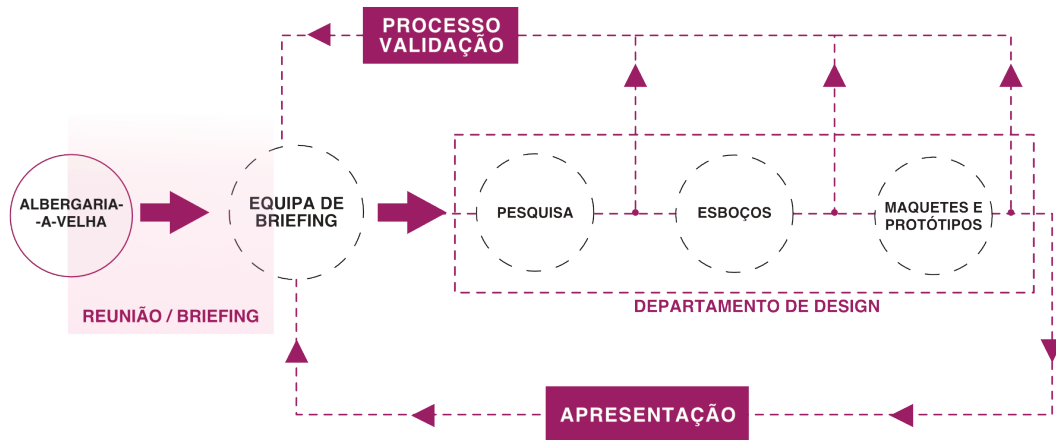 PROCESSO
VALIDAÇÃO
ALBERGARIA-
-A-VELHA
EQUIPA DE
BRIEFING
PESQUISA
ESBOÇOS
MAQUETES E
PROTÓTIPOS
REUNIÃO / BRIEFING
DEPARTAMENTO DE DESIGN
APRESENTAÇÃO